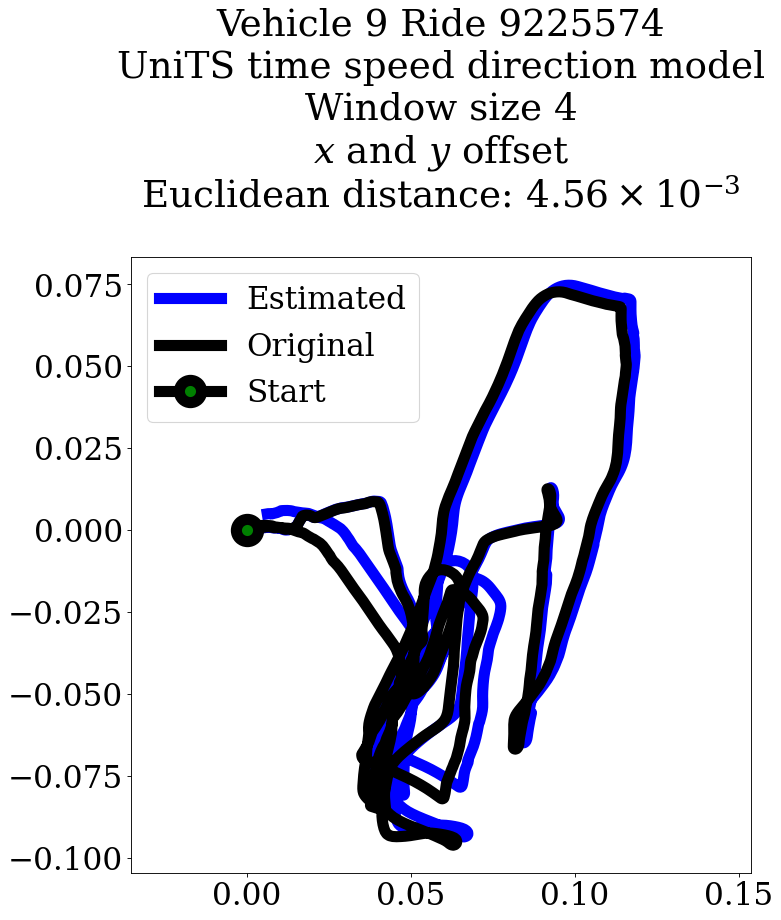 Vehicle 9 Ride 9225574
UniTS time speed direction model
Window size 4
x and y offset
Euclidean distance: 4.56 × 10⁻³
Estimated
Original
Start
0.075
0.050
0.025
0.000
−0.025
−0.050
−0.075
−0.100
0.00 0.05 0.10 0.15